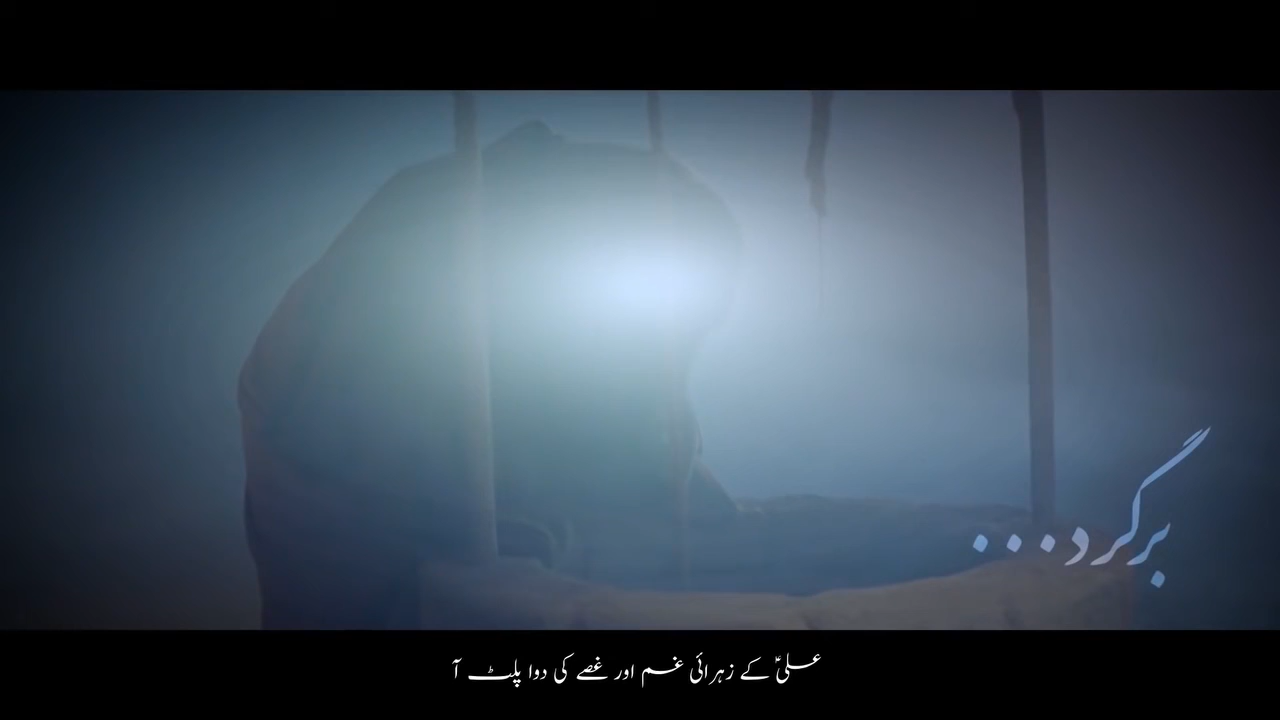 برگرد...
علیؑ کے زہرائی غم اور غصے کی دوا پلٹ آ